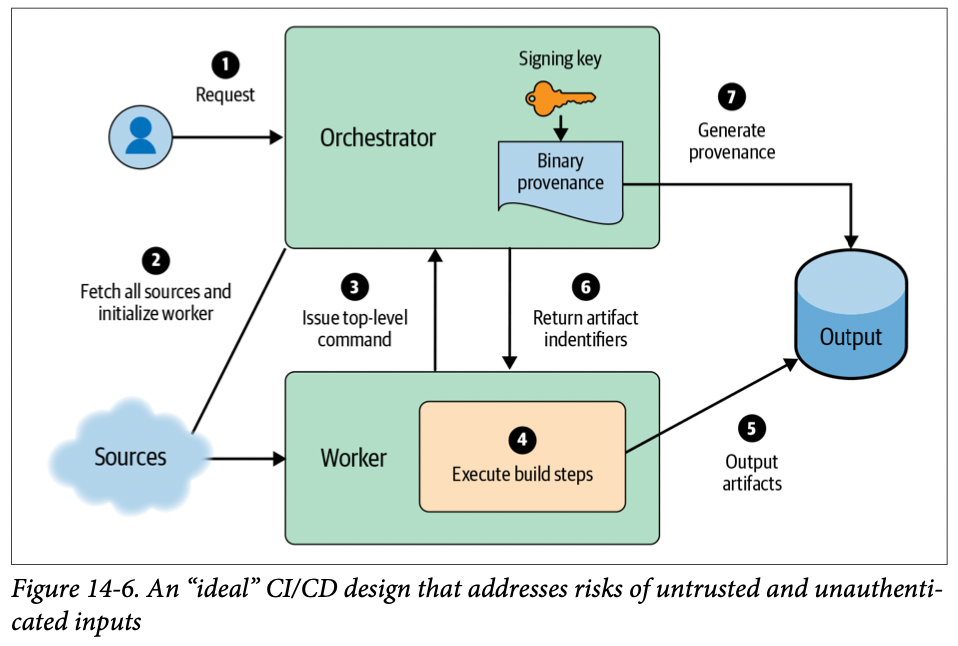 1
Request
Signing key
Orchestrator
Binary
provenance
7
Generate
provenance
2
Fetch all sources and
initialize worker
3
Issue top-level
command
6
Return artifact
indentifiers
Output
Sources
Worker
4
Execute build steps
5
Output
artifacts
Figure 14-6. An “ideal” CI/CD design that addresses risks of untrusted and unauthenti-
cated inputs